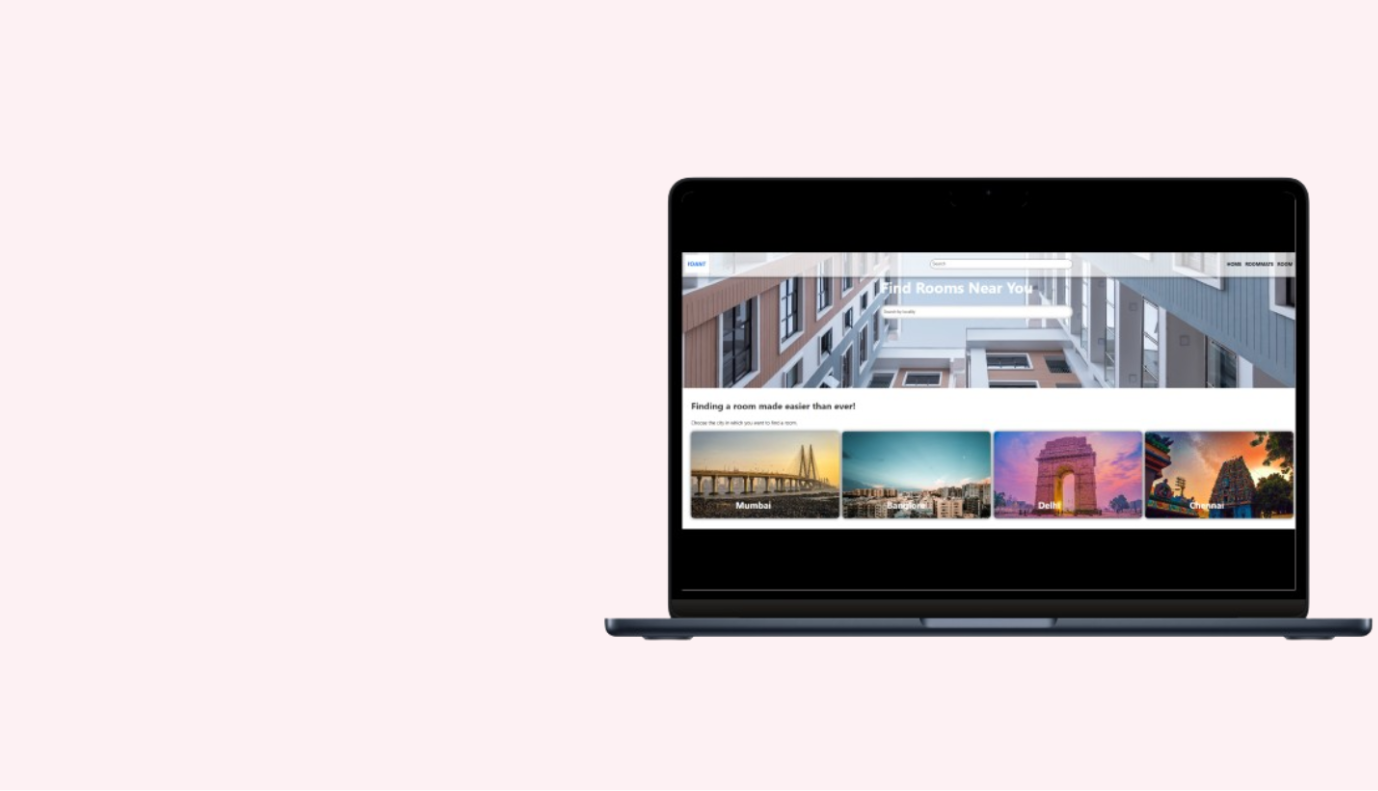 Search
HOME ROOMMATE ROOM
Find Rooms Near You
Search by locality
Finding a room made easier than ever!
Choose the city in which you want to find a room.
Mumbai
Banglore
Delhi
Chennai